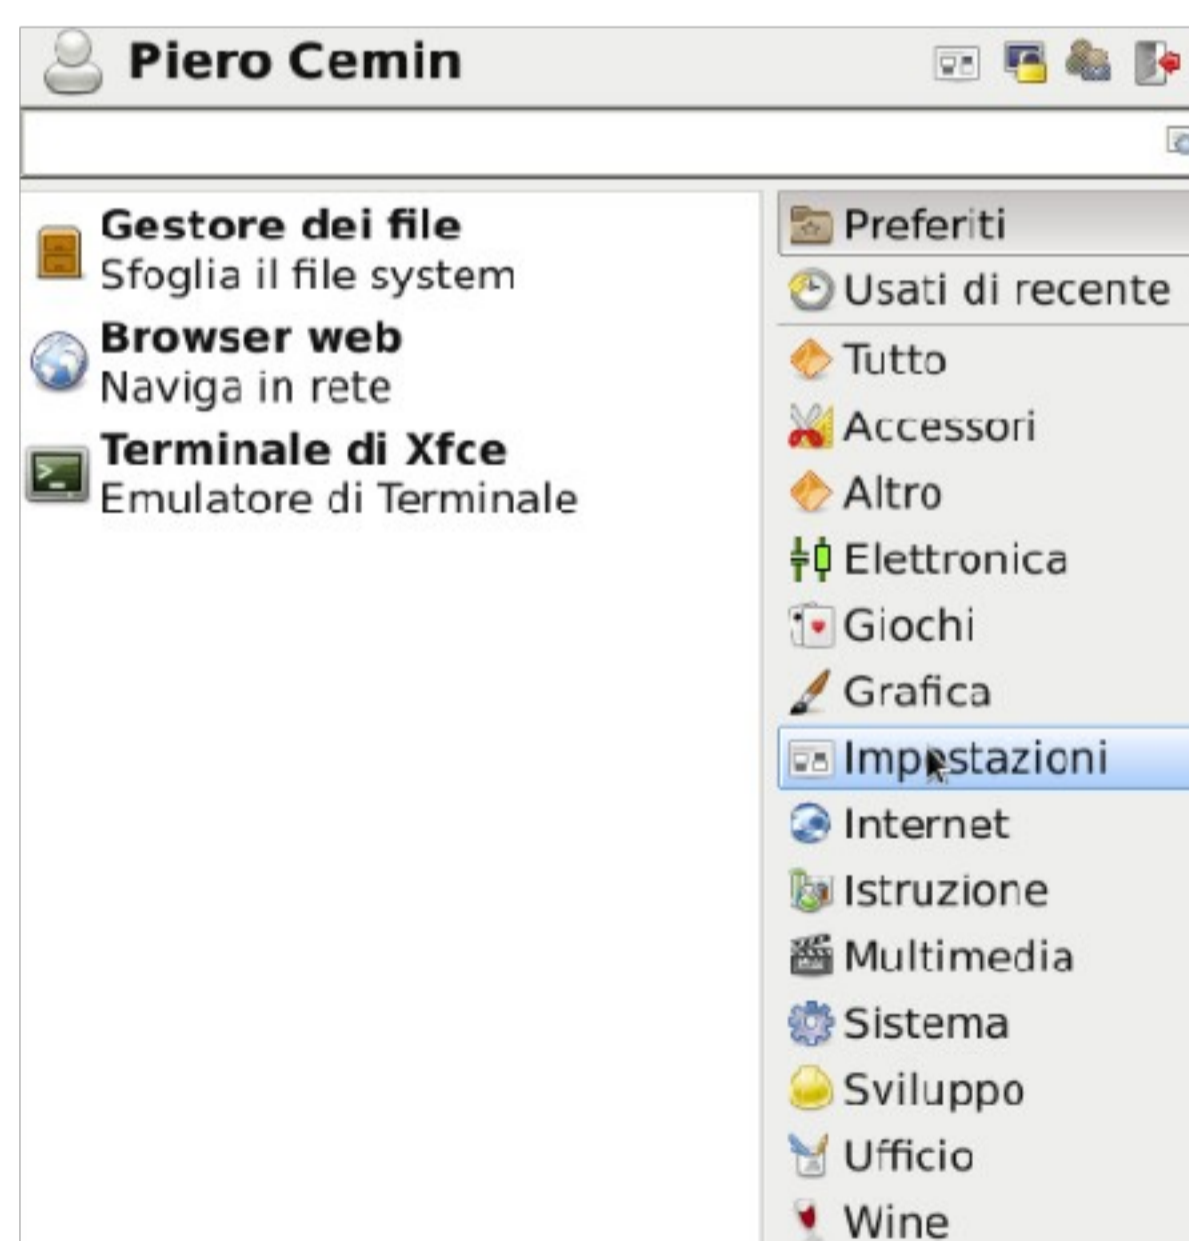 Piero Cemin
Gestore dei file
Sfoglia il file system
Browser web
Naviga in rete
Terminale di Xfce
Emulatore di Terminale
Preferiti
Usati di recente
Tutto
Accessori
Altro
Elettronica
Giochi
Grafica
Impostazioni
Internet
Istruzione
Multimedia
Sistema
Sviluppo
Ufficio
Wine